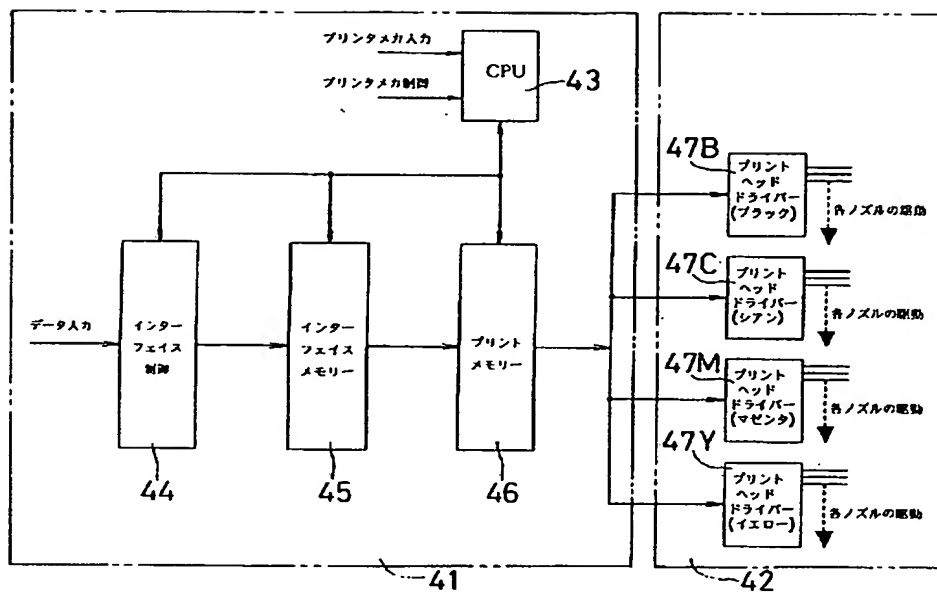 プリンタメカ入力
プリンタメカ制御
CPU
43
データ入力
インター
フェイス
制御
44
インター
フェイス
メモリー
45
プリント
メモリー
46
41
47B
プリント
ヘッド
ドライバー
(ブラック)
各ノズルの駆動
47C
プリント
ヘッド
ドライバー
(シアン)
各ノズルの駆動
47M
プリント
ヘッド
ドライバー
(マゼンタ)
各ノズルの駆動
47Y
プリント
ヘッド
ドライバー
(イエロー)
各ノズルの駆動
42